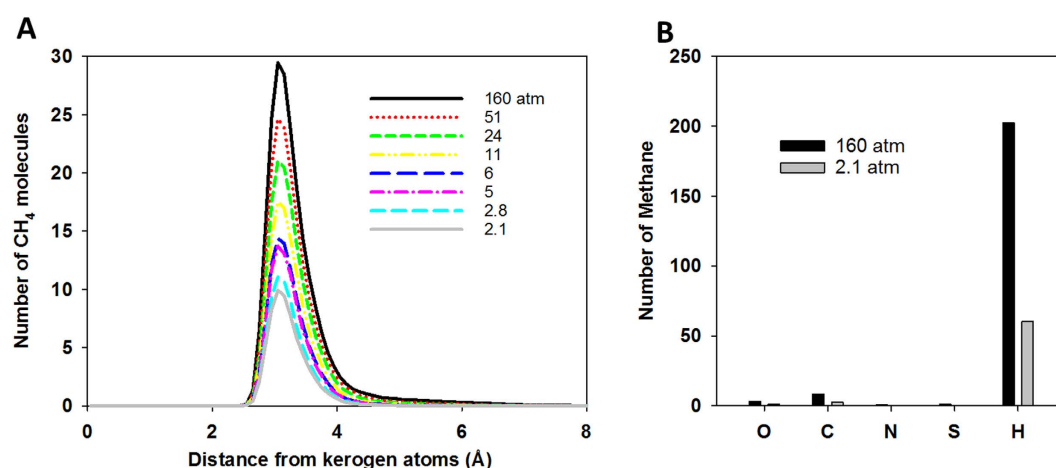 A
Number of CH4 molecules
30
25
20
15
10
5
0
160 atm
51
24
11
6
5
2.8
2.1
0
2
4
6
8
Distance from kerogen atoms (Å)
B
Number of Methane
250
200
150
100
50
0
160 atm
2.1 atm
O
C
N
S
H